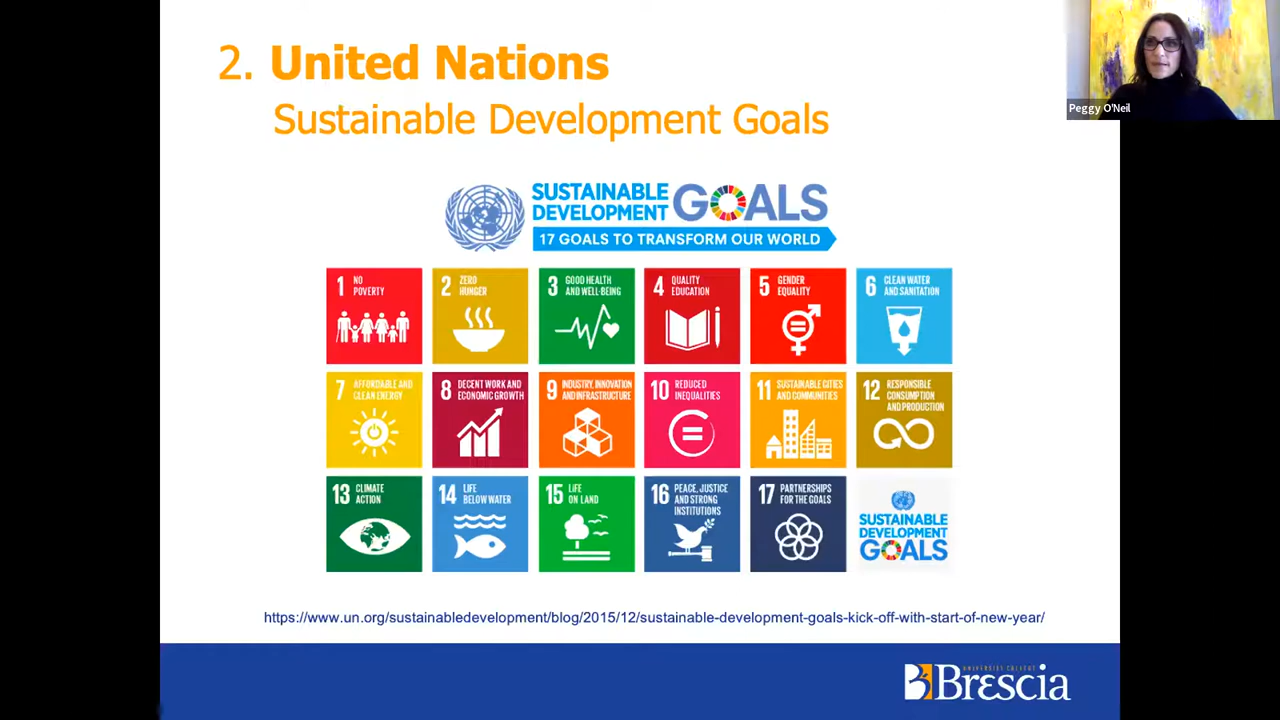 2. United Nations
Sustainable Development Goals
Peggy O'Neil
SUSTAINABLE
DEVELOPMENT
GOALS
17 GOALS TO TRANSFORM OUR WORLD
1 NO
POVERTY
2 ZERO
HUNGER
3 GOOD HEALTH
AND WELL-BEING
4 QUALITY
EDUCATION
5 GENDER
EQUALITY
6 CLEAN WATER
AND SANITATION
7 AFFORDABLE AND
CLEAN ENERGY
8 DECENT WORK AND
ECONOMIC GROWTH
9 INDUSTRY, INNOVATION
AND INFRASTRUCTURE
10 REDUCED
INEQUALITIES
11 SUSTAINABLE CITIES
AND COMMUNITIES
12 RESPONSIBLE
CONSUMPTION
AND PRODUCTION
13 CLIMATE
ACTION
14 LIFE
BELOW WATER
15 LIFE
ON LAND
16 PEACE, JUSTICE
AND STRONG
INSTITUTIONS
17 PARTNERSHIPS
FOR THE GOALS
SUSTAINABLE
DEVELOPMENT
GOALS
https://www.un.org/sustainabledevelopment/blog/2015/12/sustainable-development-goals-kick-off-with-start-of-new-year/
UNIVERSITY COLLEGE
Brescia